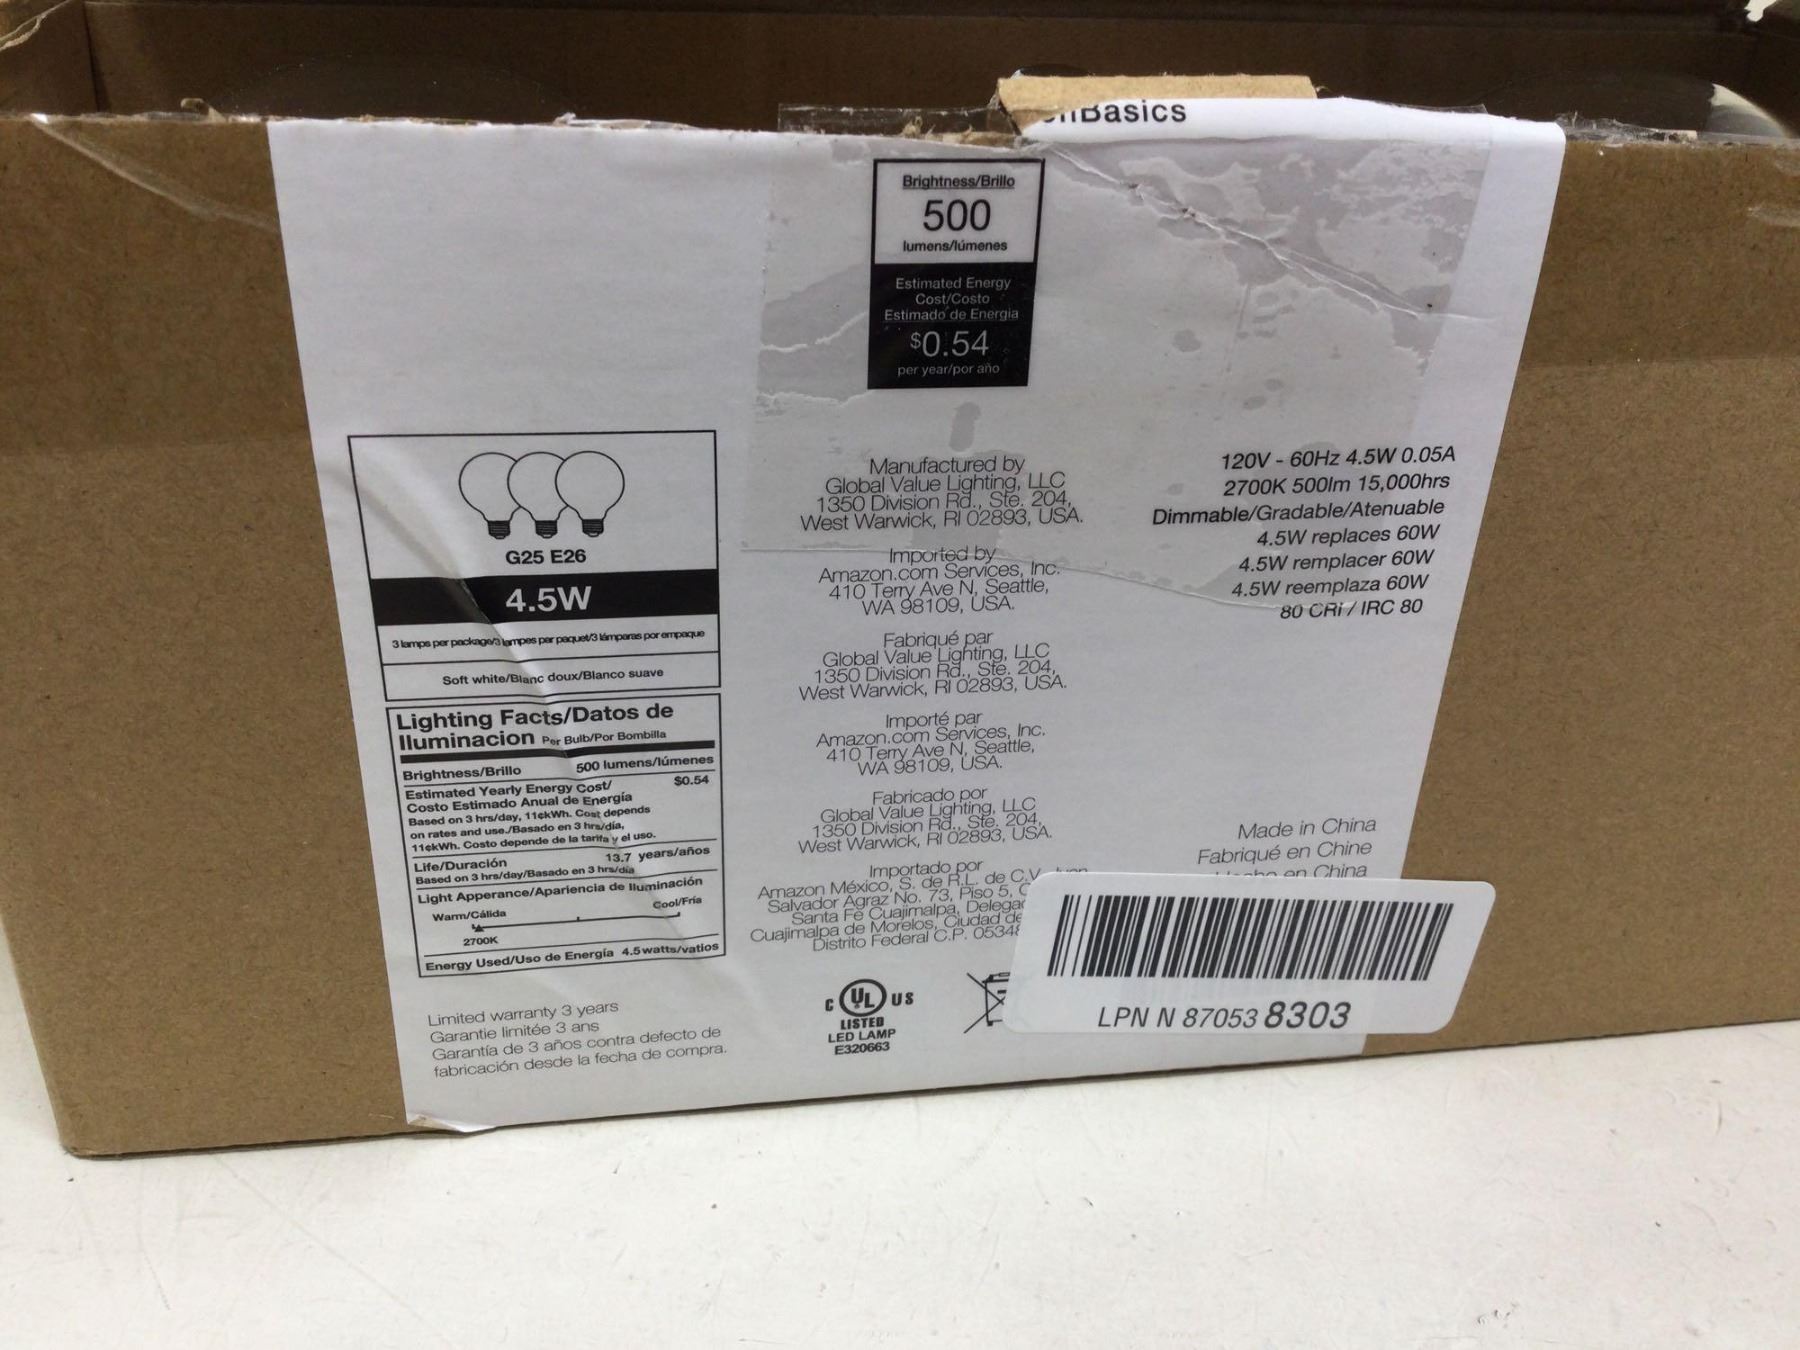 Basics
Brightness/Brillo
500
lumens/lúmenes
Estimated Energy
Cost/Costo
Estimado de Energia
$0.54
per year/por año
G25 E26
4.5W
3 lamps per package/3 lampes par paquet/3 lámparas por empaque
Soft white/Blanc doux/Blanco suave
Lighting Facts/Datos de
Iluminacion Per Bulb/Por Bombilla
Brightness/Brillo 500 lumens/lúmenes
Estimated Yearly Energy Cost/ $0.54
Costo Estimado Anual de Energía
Based on 3 hrs/day, 11¢kWh. Cost depends
on rates and use./Basado en 3 hrs/día,
11¢kWh. Costo depende de la tarifa y el uso.
Life/Duración 13.7 years/años
Based on 3 hrs/day/Basado en 3 hrs/día
Light Apperance/Apariencia de Iluminación
Warm/Cálida Cool/Fría
2700K
Energy Used/Uso de Energía 4.5watts/vatios
Limited warranty 3 years
Garantie limitée 3 ans
Garantía de 3 años contra defecto de
fabricación desde la fecha de compra.
Manufactured by
Global Value Lighting, LLC
1350 Division Rd., Ste. 204,
West Warwick, RI 02893, USA.
Imported by
Amazon.com Services, Inc.
410 Terry Ave N, Seattle,
WA 98109, USA.
Fabriqué par
Global Value Lighting, LLC
1350 Division Rd., Ste. 204,
West Warwick, RI 02893, USA.
Importé par
Amazon.com Services, Inc.
410 Terry Ave N, Seattle,
WA 98109, USA.
Fabricado por
Global Value Lighting, LLC
1350 Division Rd., Ste. 204,
West Warwick, RI 02893, USA.
Importado por
Amazon México, S. de R.L. de C.V.
Salvador Agraz No. 73, Piso 5,
Santa Fé Cuajimalpa,
Cuajimalpa de Morelos, Ciudad de
Distrito Federal C.P. 05348
C UL US
LISTED
LED LAMP
E320663
120V - 60Hz 4.5W 0.05A
2700K 500lm 15,000hrs
Dimmable/Gradable/Atenuable
4.5W replaces 60W
4.5W remplacer 60W
4.5W reemplaza 60W
80 CRI / IRC 80
Made in China
Fabriqué en Chine
Hecho en China
LPN N 87053 8303